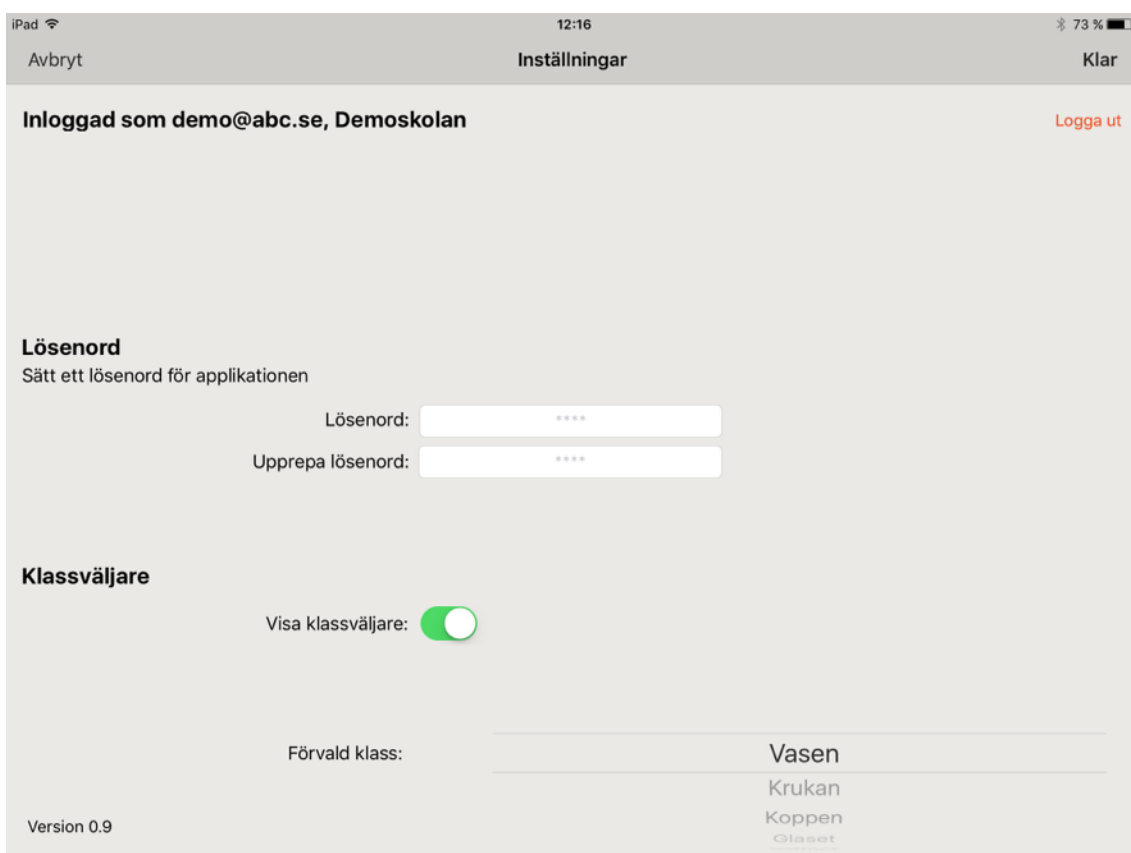 iPad 12:16 73 %
Avbryt Inställningar Klar
Inloggad som demo@abc.se, Demoskolan Logga ut
Lösenord
Sätt ett lösenord för applikationen
Lösenord: ****
Upprepa lösenord: ****
Klassväljare
Visa klassväljare:
Förvald klass: Vasen
Krukan
Koppen
Version 0.9
Glaset